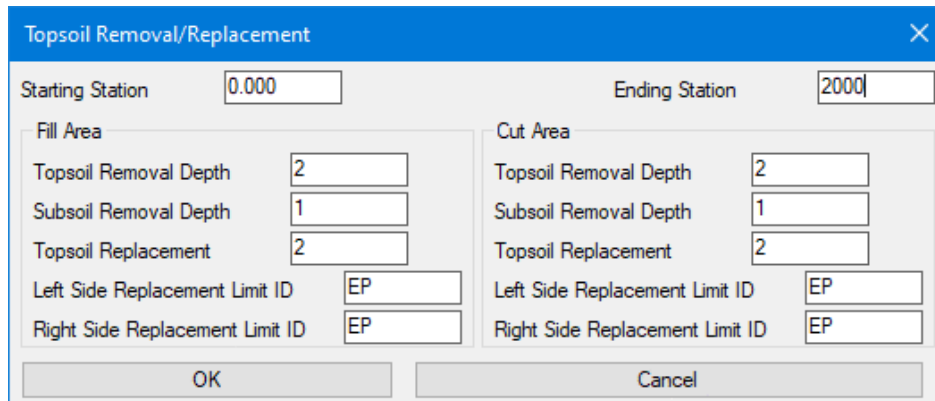 Topsoil Removal/Replacement
Starting Station 0.000 Ending Station 2000
Fill Area
Topsoil Removal Depth 2
Subsoil Removal Depth 1
Topsoil Replacement 2
Left Side Replacement Limit ID EP
Right Side Replacement Limit ID EP
Cut Area
Topsoil Removal Depth 2
Subsoil Removal Depth 1
Topsoil Replacement 2
Left Side Replacement Limit ID EP
Right Side Replacement Limit ID EP
OK Cancel